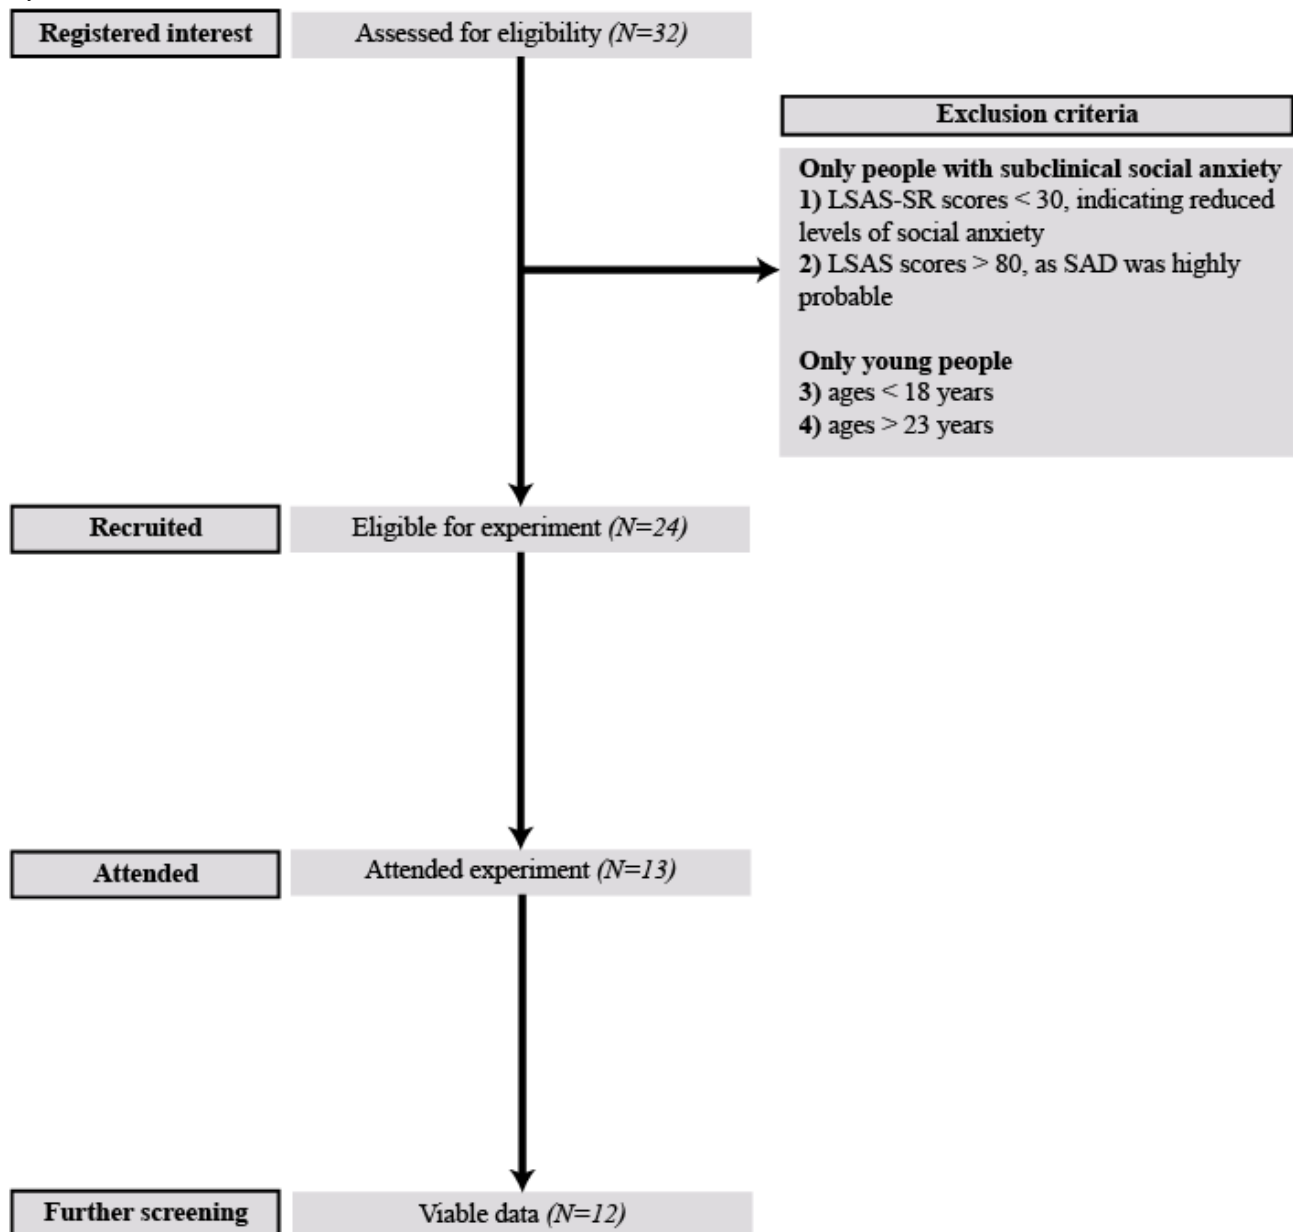 Registered interest
Assessed for eligibility (N=32)
Exclusion criteria
Only people with subclinical social anxiety
1) LSAS-SR scores < 30, indicating reduced
levels of social anxiety
2) LSAS scores > 80, as SAD was highly
probable
Only young people
3) ages < 18 years
4) ages > 23 years
Recruited
Eligible for experiment (N=24)
Attended
Attended experiment (N=13)
Further screening
Viable data (N=12)